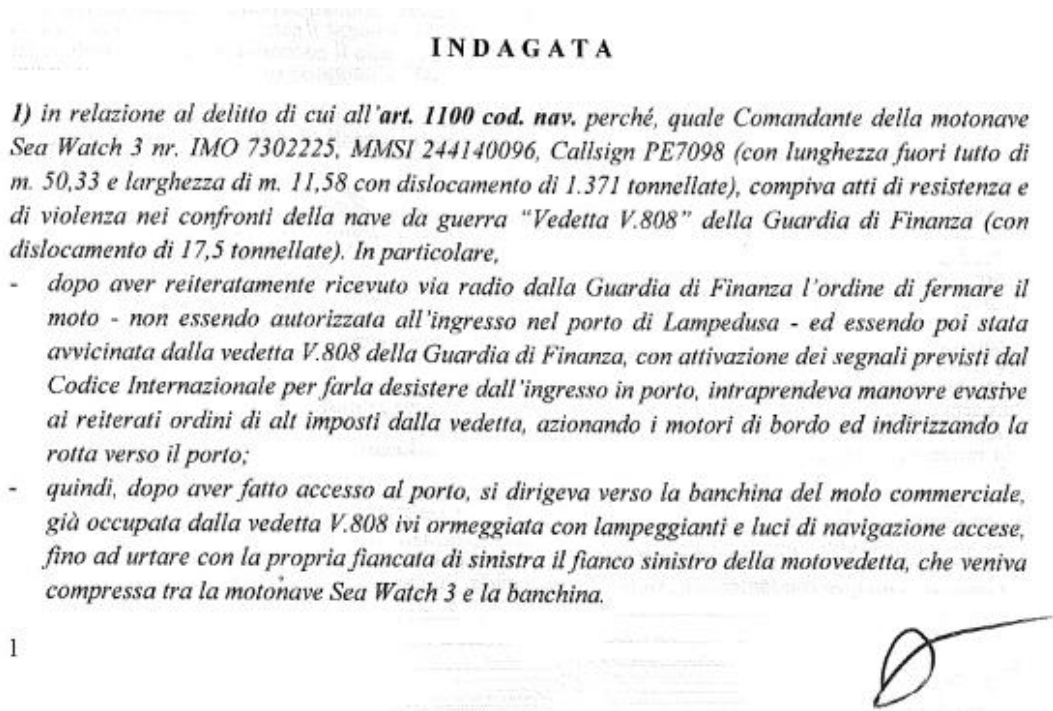 INDAGATA
1) in relazione al delitto di cui all'art. 1100 cod. nav. perché, quale Comandante della motonave
Sea Watch 3 nr. IMO 7302225, MMSI 244140096, Callsign PE7098 (con lunghezza fuori tutto di
m. 50,33 e larghezza di m. 11,58 con dislocamento di 1.371 tonnellate), compiva atti di resistenza e
di violenza nei confronti della nave da guerra "Vedetta V.808" della Guardia di Finanza (con
dislocamento di 17,5 tonnellate). In particolare,
- dopo aver reiteratamente ricevuto via radio dalla Guardia di Finanza l'ordine di fermare il
moto - non essendo autorizzata all'ingresso nel porto di Lampedusa - ed essendo poi stata
avvicinata dalla vedetta V.808 della Guardia di Finanza, con attivazione dei segnali previsti dal
Codice Internazionale per farla desistere dall'ingresso in porto, intraprendeva manovre evasive
ai reiterati ordini di alt imposti dalla vedetta, azionando i motori di bordo ed indirizzando la
rotta verso il porto;
- quindi, dopo aver fatto accesso al porto, si dirigeva verso la banchina del molo commerciale,
già occupata dalla vedetta V.808 ivi ormeggiata con lampeggianti e luci di navigazione accese,
fino ad urtare con la propria fiancata di sinistra il fianco sinistro della motovedetta, che veniva
compressa tra la motonave Sea Watch 3 e la banchina.
1